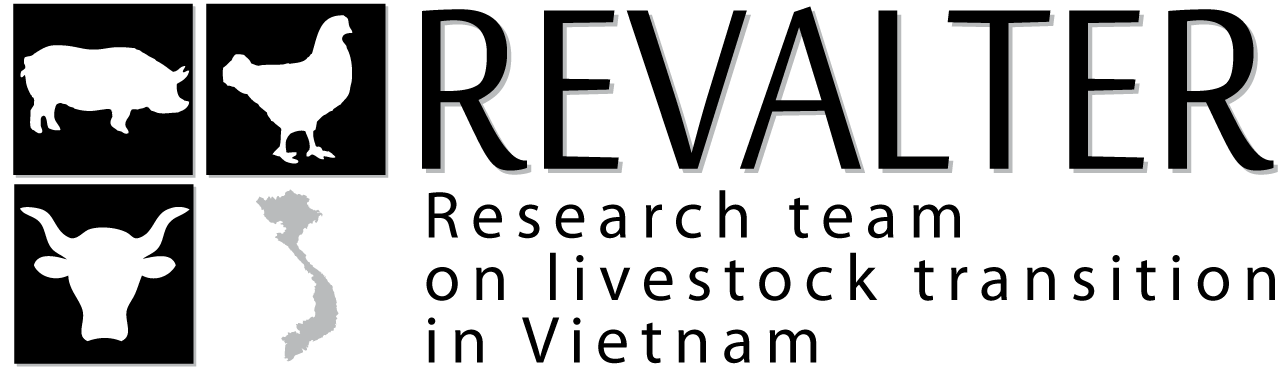 REVALTER
Research team
on livestock transition
in Vietnam